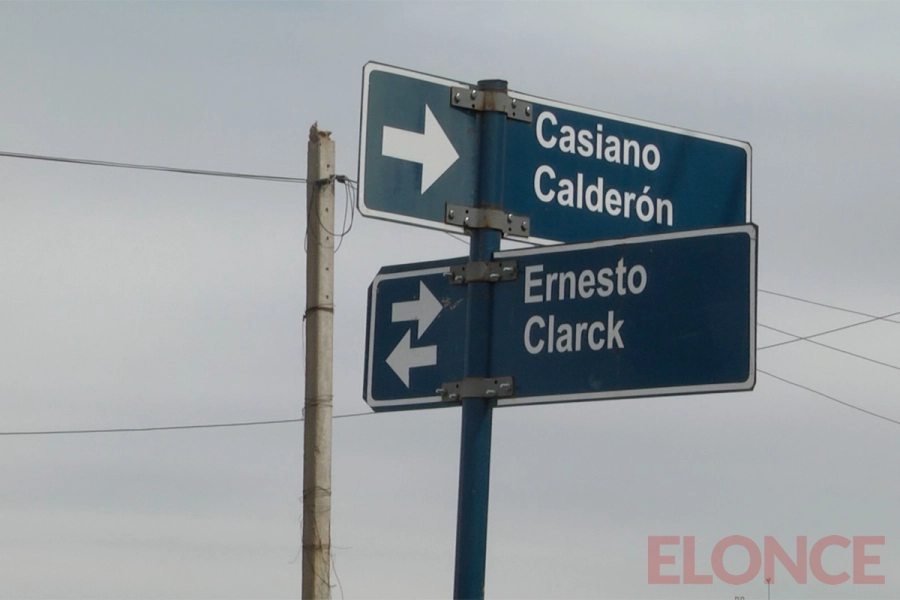 Casiano
Calderón
Ernesto
Clarck
ELONCE